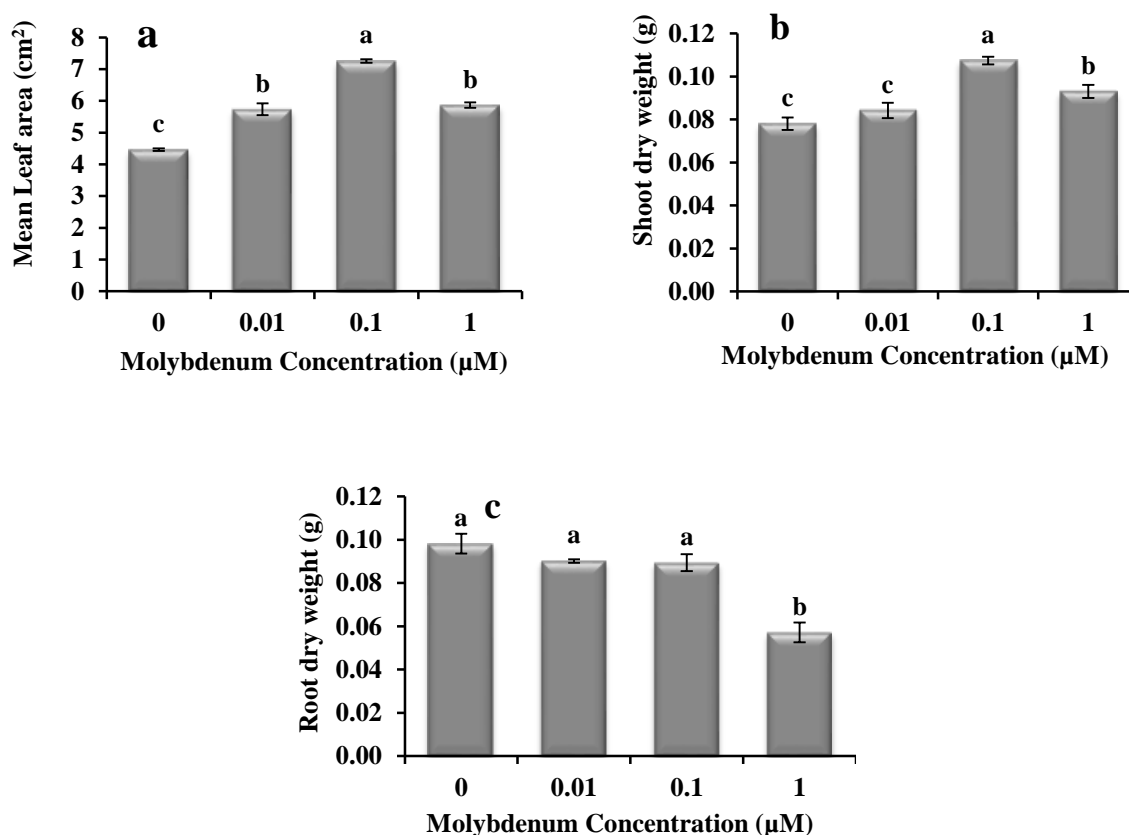 a
Mean Leaf area (cm²)
8
7
6
5
4
3
2
1
0
c
b
a
b
0
0.01
0.1
1
Molybdenum Concentration (µM)
b
Shoot dry weight (g)
0.12
0.10
0.08
0.06
0.04
0.02
0.00
c
c
a
b
0
0.01
0.1
1
Molybdenum Concentration (µM)
c
Root dry weight (g)
0.12
0.10
0.08
0.06
0.04
0.02
0.00
a
a
a
b
0
0.01
0.1
1
Molybdenum Concentration (µM)